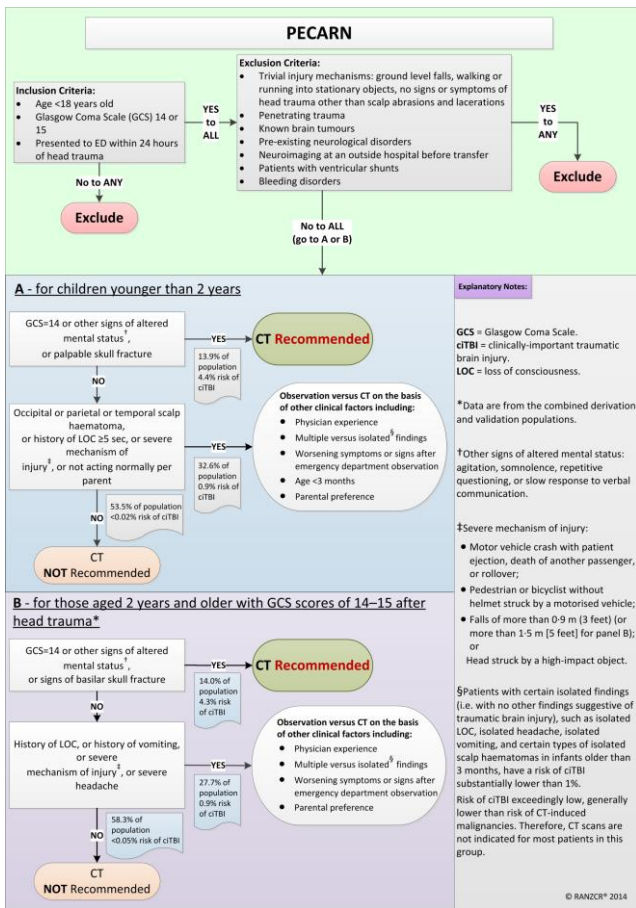 PECARN
Inclusion Criteria:
• Age <18 years old
• Glasgow Coma Scale (GCS) 14 or
15
• Presented to ED within 24 hours
of head trauma
YES
to
ALL
Exclusion Criteria:
• Trivial injury mechanisms: ground level falls, walking or
running into stationary objects, no signs or symptoms of
head trauma other than scalp abrasions and lacerations
• Penetrating trauma
• Known brain tumours
• Pre-existing neurological disorders
• Neuroimaging at an outside hospital before transfer
• Patients with ventricular shunts
• Bleeding disorders
YES
to
ANY
Exclude
No to ANY
Exclude
No to ALL
(go to A or B)
A - for children younger than 2 years
GCS=14 or other signs of altered
mental status†,
or palpable skull fracture
YES
CT Recommended
13.9% of
population
4.4% risk of
ciTBI
NO
Occipital or parietal or temporal scalp
haematoma,
or history of LOC ≥5 sec, or severe
mechanism of
injury‡, or not acting normally per
parent
YES
32.6% of
population
0.9% risk of
ciTBI
Observation versus CT on the basis
of other clinical factors including:
• Physician experience
• Multiple versus isolated§ findings
• Worsening symptoms or signs after
emergency department observation
• Age <3 months
• Parental preference
NO
53.5% of population
<0.02% risk of ciTBI
CT
NOT Recommended
B - for those aged 2 years and older with GCS scores of 14–15 after
head trauma*
GCS=14 or other signs of altered
mental status†,
or signs of basilar skull fracture
YES
CT Recommended
14.0% of
population
4.3% risk
of ciTBI
NO
History of LOC, or history of vomiting,
or severe
mechanism of injury‡, or severe
headache
YES
27.7% of
population
0.9% risk
of ciTBI
Observation versus CT on the basis
of other clinical factors including:
• Physician experience
• Multiple versus isolated§ findings
• Worsening symptoms or signs after
emergency department observation
• Parental preference
NO
58.3% of
population
<0.05% risk of ciTBI
CT
NOT Recommended
Explanatory Notes:
GCS = Glasgow Coma Scale.
ciTBI = clinically-important traumatic
brain injury.
LOC = loss of consciousness.
*Data are from the combined derivation
and validation populations.
†Other signs of altered mental status:
agitation, somnolence, repetitive
questioning, or slow response to verbal
communication.
‡Severe mechanism of injury:
• Motor vehicle crash with patient
ejection, death of another passenger,
or rollover;
• Pedestrian or bicyclist without
helmet struck by a motorised vehicle;
• Falls of more than 0·9 m (3 feet) (or
more than 1·5 m [5 feet] for panel B);
or
Head struck by a high-impact object.
§Patients with certain isolated findings
(i.e. with no other findings suggestive of
traumatic brain injury), such as isolated
LOC, isolated headache, isolated
vomiting, and certain types of isolated
scalp haematomas in infants older than
3 months, have a risk of ciTBI
substantially lower than 1%.
Risk of ciTBI exceedingly low, generally
lower than risk of CT-induced
malignancies. Therefore, CT scans are
not indicated for most patients in this
group.
© RANZCR® 2014